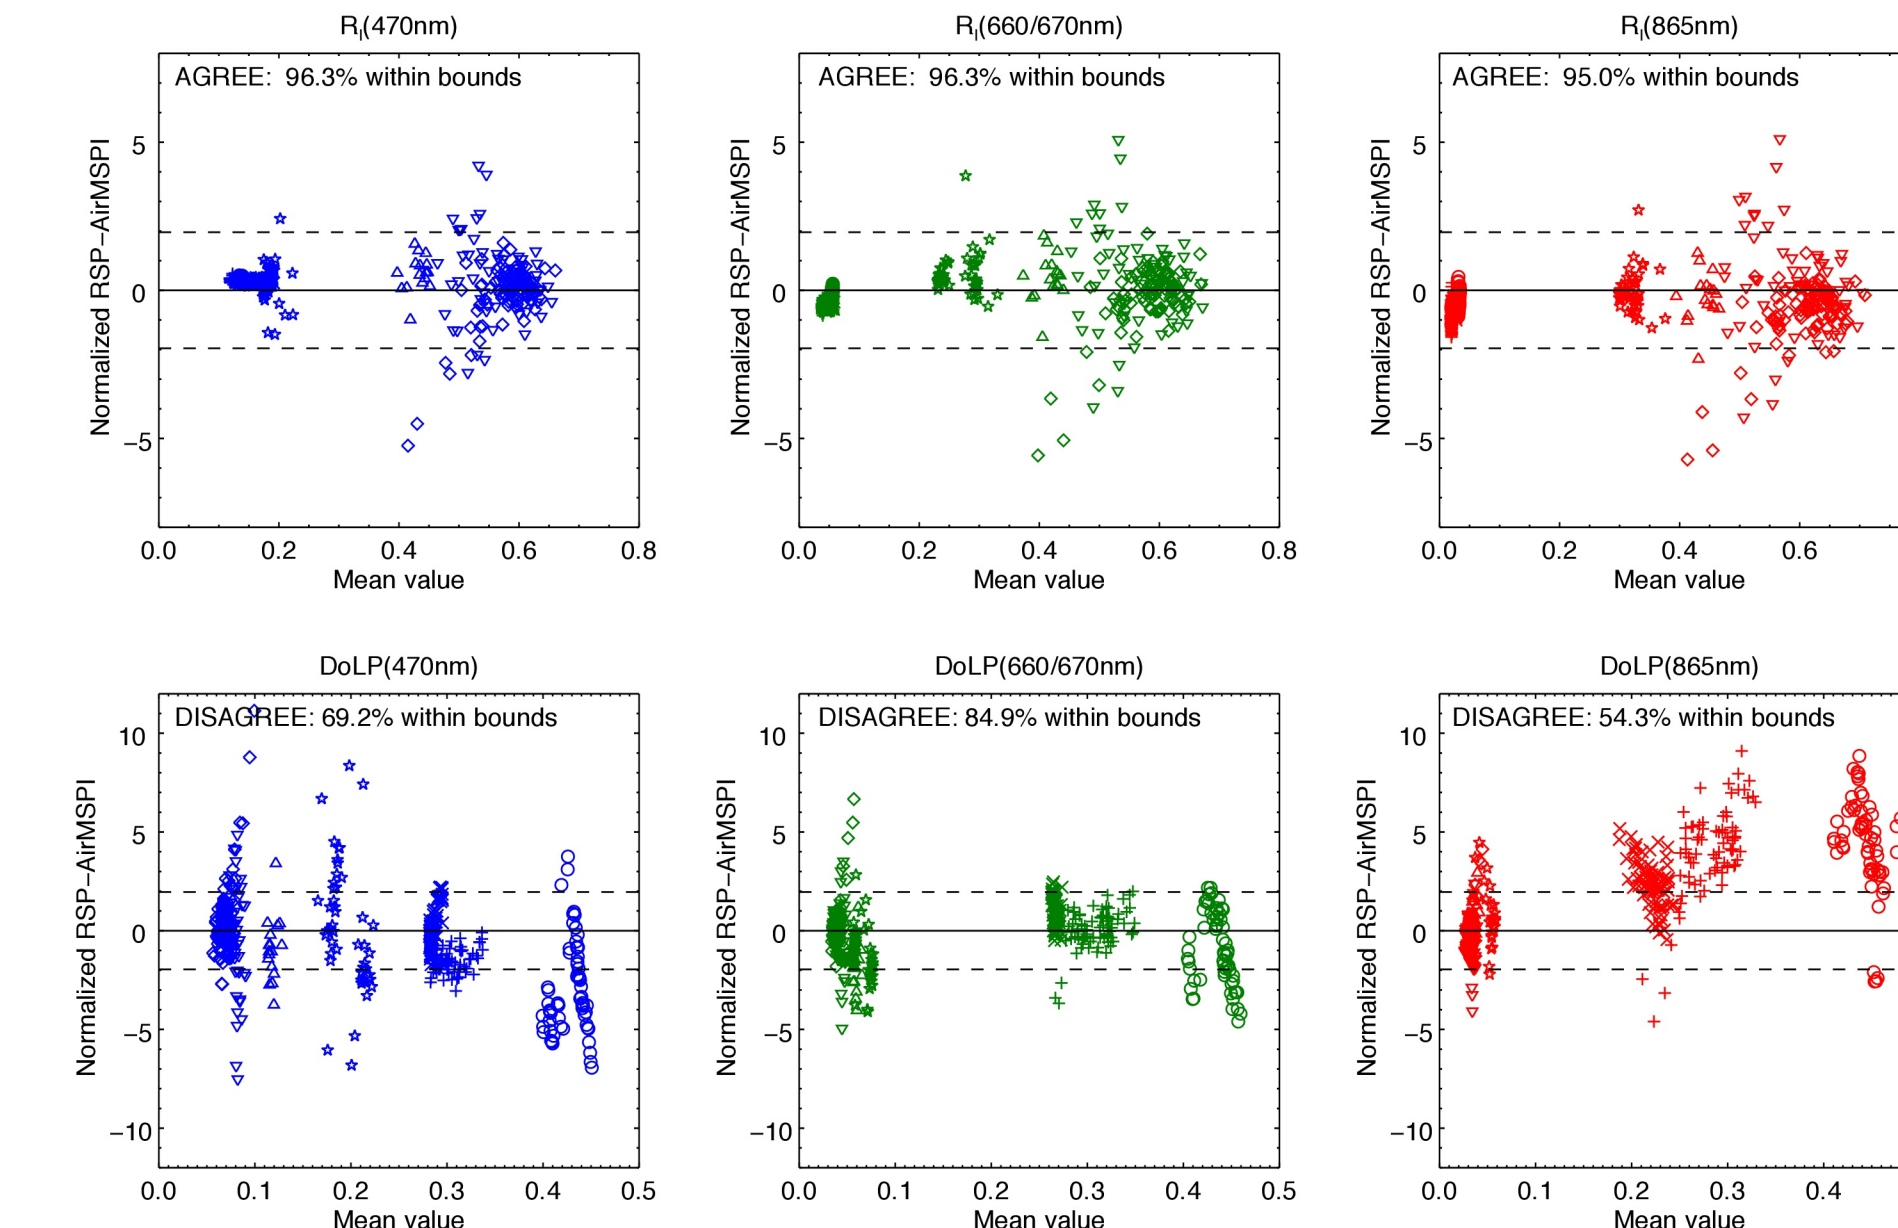 R_I(470nm)
R_I(660/670nm)
R_I(865nm)
AGREE: 96.3% within bounds
AGREE: 96.3% within bounds
AGREE: 95.0% within bounds
Normalized RSP−AirMSPI
5
0
−5
Normalized RSP−AirMSPI
5
0
−5
Normalized RSP−AirMSPI
5
0
−5
0.0 0.2 0.4 0.6 0.8
0.0 0.2 0.4 0.6 0.8
0.0 0.2 0.4 0.6
Mean value
Mean value
Mean value
DoLP(470nm)
DoLP(660/670nm)
DoLP(865nm)
DISAGREE: 69.2% within bounds
DISAGREE: 84.9% within bounds
DISAGREE: 54.3% within bounds
Normalized RSP−AirMSPI
10
5
0
−5
−10
Normalized RSP−AirMSPI
10
5
0
−5
−10
Normalized RSP−AirMSPI
10
5
0
−5
−10
0.0 0.1 0.2 0.3 0.4 0.5
0.0 0.1 0.2 0.3 0.4 0.5
0.0 0.1 0.2 0.3 0.4
Mean value
Mean value
Mean value